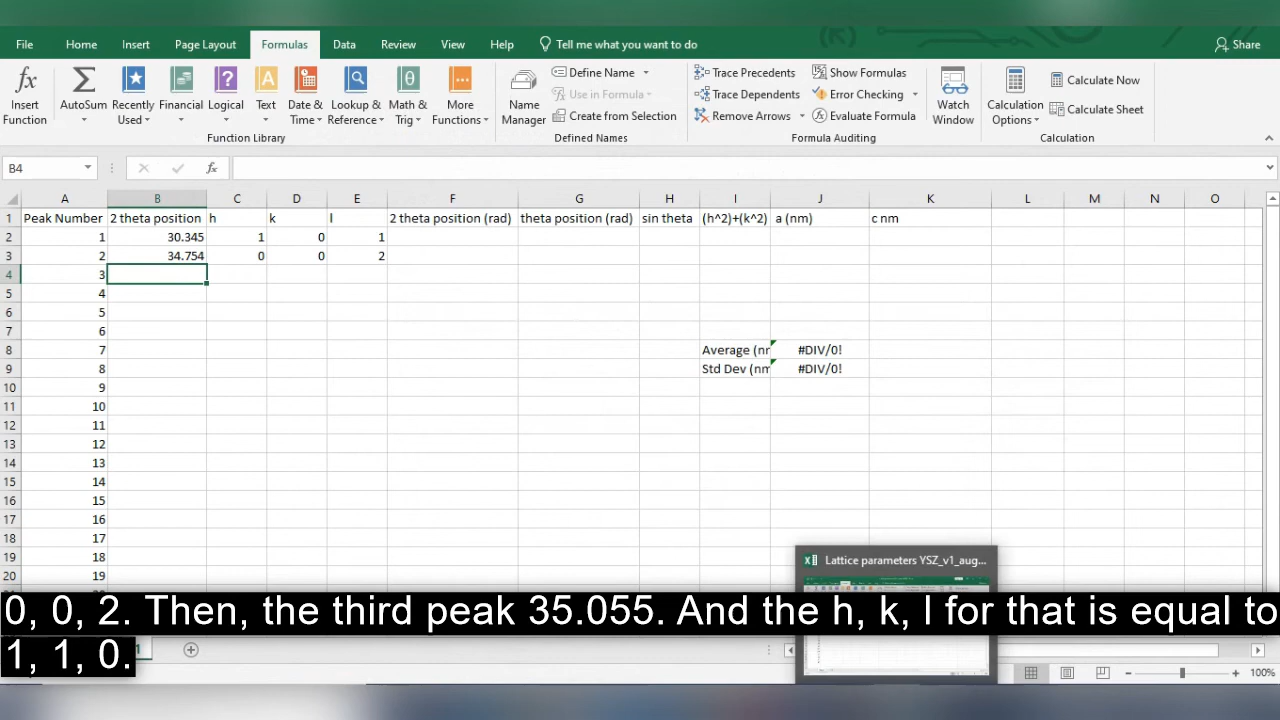 File Home Insert Page Layout Formulas Data Review View Help Tell me what you want to do Share
Insert Function AutoSum Recently Used Financial Logical Text Date & Time Lookup & Reference Math & Trig More Functions
Function Library
Name Manager Define Name Use in Formula Create from Selection
Defined Names
Trace Precedents Show Formulas
Trace Dependents Error Checking
Remove Arrows Evaluate Formula
Watch Window
Formula Auditing
Calculation Options Calculate Now Calculate Sheet
Calculation
B4 fx
A B C D E F G H I J K L M N O
1 Peak Number 2 theta position h k l 2 theta position (rad) theta position (rad) sin theta (h^2)+(k^2) a (nm) c nm
2 1 30.345 1 0 1
3 2 34.754 0 0 2
4 3
5 4
6 5
7 6
8 7 Average (nr #DIV/0!
9 8 Std Dev (nm #DIV/0!
10 9
11 10
12 11
13 12
14 13
15 14
16 15
17 16
18 17
19 18
20 19
Lattice parameters YSZ_v1_aug...
0, 0, 2. Then, the third peak 35.055. And the h, k, l for that is equal to
1, 1, 0.
100%